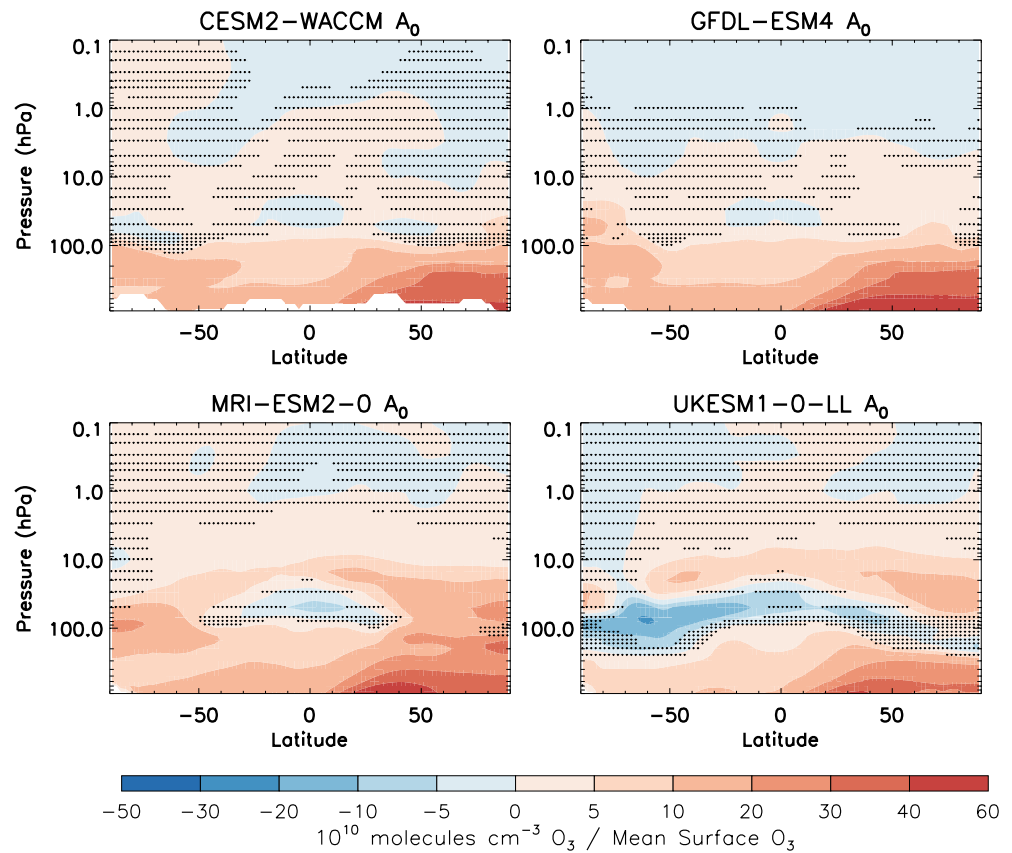 CESM2-WACCM A₀ GFDL-ESM4 A₀
0.1 0.1
1.0 1.0
10.0 10.0
100.0 100.0
Pressure (hPa)
-50 0 50 -50 0 50
Latitude Latitude
MRI-ESM2-0 A₀ UKESM1-0-LL A₀
0.1 0.1
1.0 1.0
10.0 10.0
100.0 100.0
Pressure (hPa)
-50 0 50 -50 0 50
Latitude Latitude
-50 -30 -20 -10 -5 0 5 10 20 30 40 60
10¹⁰ molecules cm⁻³ O₃ / Mean Surface O₃